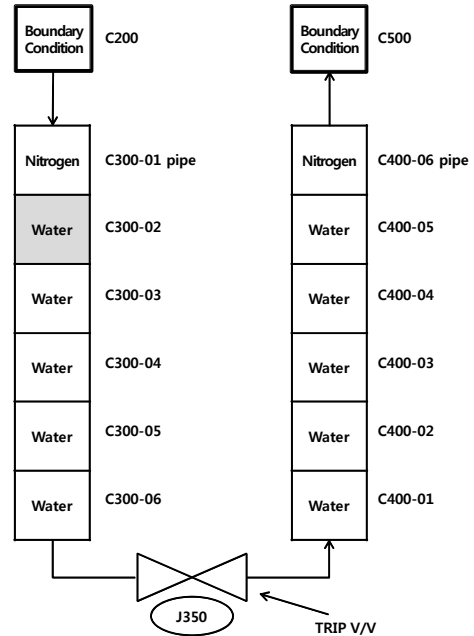 Boundary
Condition
C200
Boundary
Condition
C500
Nitrogen
C300-01 pipe
Nitrogen
C400-06 pipe
Water
C300-02
Water
C400-05
Water
C300-03
Water
C400-04
Water
C300-04
Water
C400-03
Water
C300-05
Water
C400-02
Water
C300-06
Water
C400-01
J350
TRIP V/V